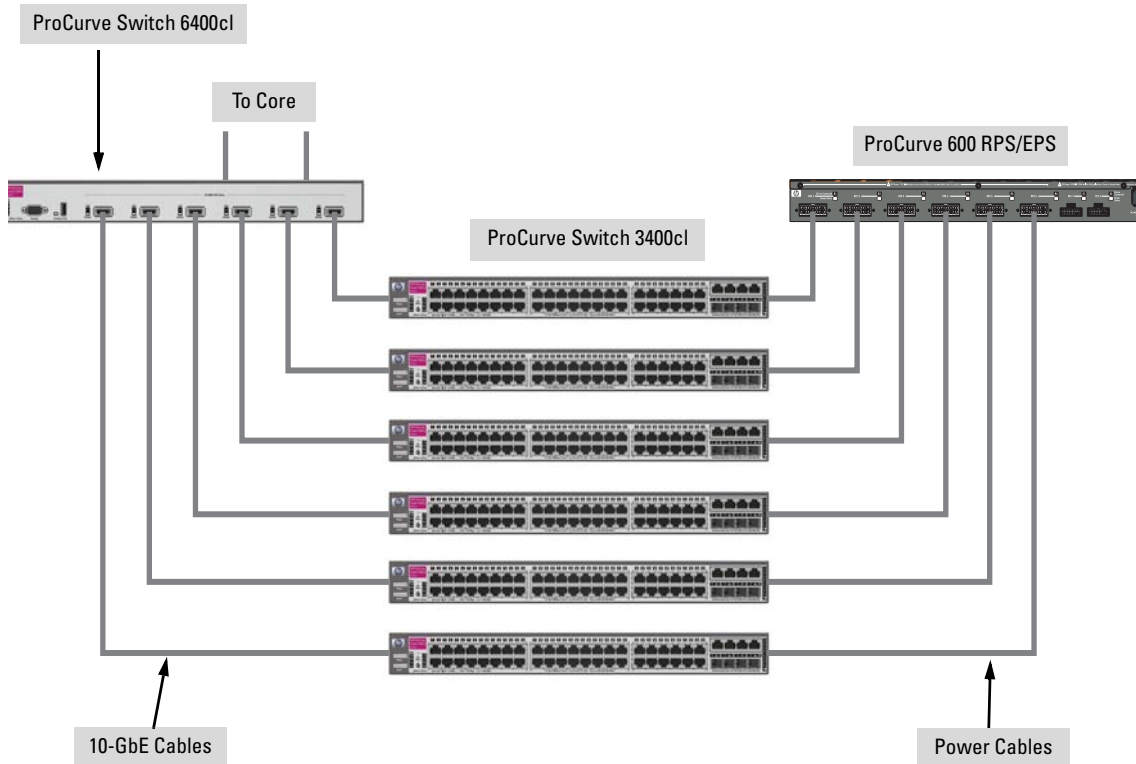 ProCurve Switch 6400cl
To Core
ProCurve 600 RPS/EPS
ProCurve Switch 3400cl
10-GbE Cables
Power Cables